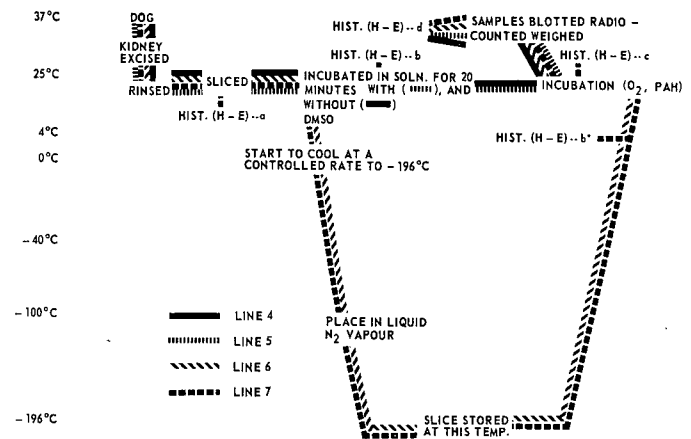 37°C
DOG
KIDNEY
EXCISED
RINSED
25°C
SLICED
HIST. (H-E)--a
HIST. (H-E)--d
SAMPLES BLOTTED RADIO-
COUNTED WEIGHED
HIST. (H-E)--b
HIST. (H-E)--c
INCUBATED IN SOLN. FOR 20
MINUTES WITH ( ), AND
WITHOUT ( )
DMSO
INCUBATION (O2, PAH)
4°C
HIST. (H-E)--b*
0°C
START TO COOL AT A
CONTROLLED RATE TO -196°C
-40°C
-100°C
PLACE IN LIQUID
N2 VAPOUR
LINE 4
LINE 5
LINE 6
LINE 7
-196°C
SLICE STORED
AT THIS TEMP.